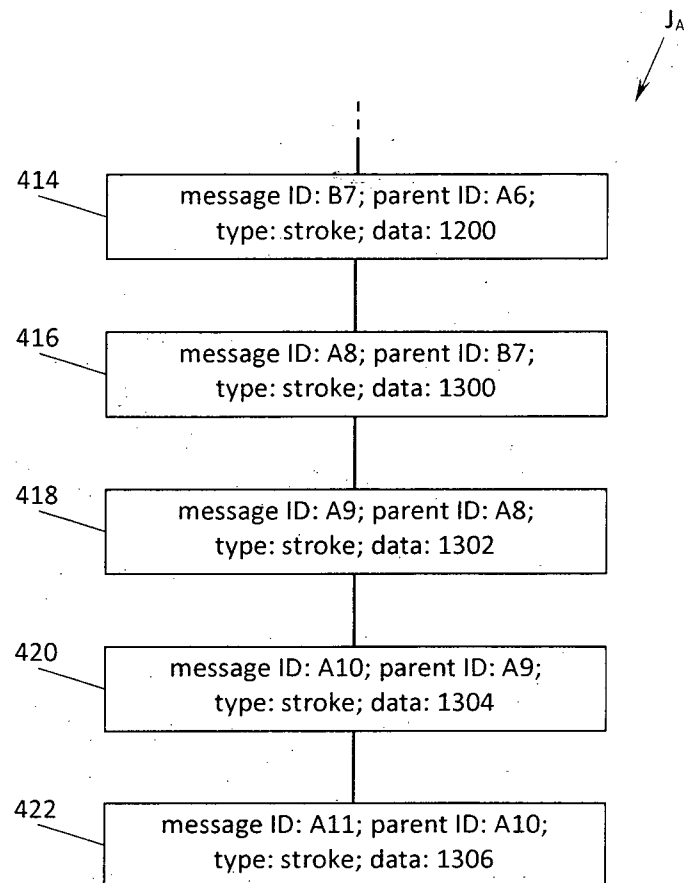 J_A
414
message ID: B7; parent ID: A6;
type: stroke; data: 1200
416
message ID: A8; parent ID: B7;
type: stroke; data: 1300
418
message ID: A9; parent ID: A8;
type: stroke; data: 1302
420
message ID: A10; parent ID: A9;
type: stroke; data: 1304
422
message ID: A11; parent ID: A10;
type: stroke; data: 1306